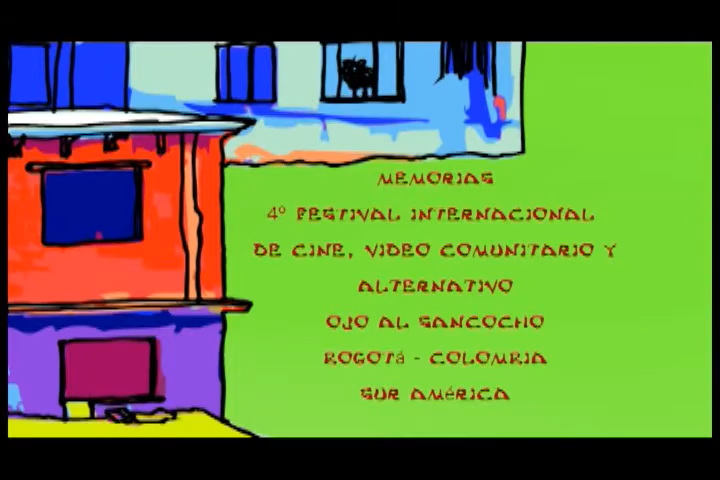 MEMORIAS
4º FESTIVAL INTERNACIONAL
DE CINE, VIDEO COMUNITARIO Y
ALTERNATIVO
OJO AL SANCOCHO
BOGOTá - COLOMBIA
SUR AMéRICA